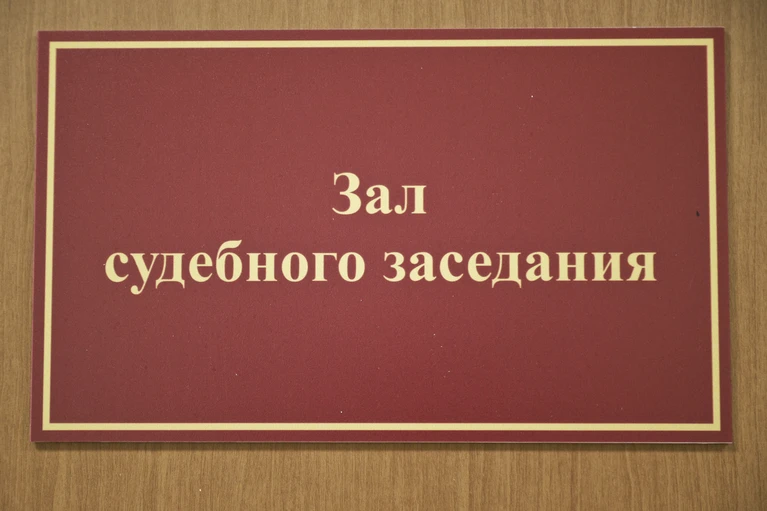 Зал
судебного заседания